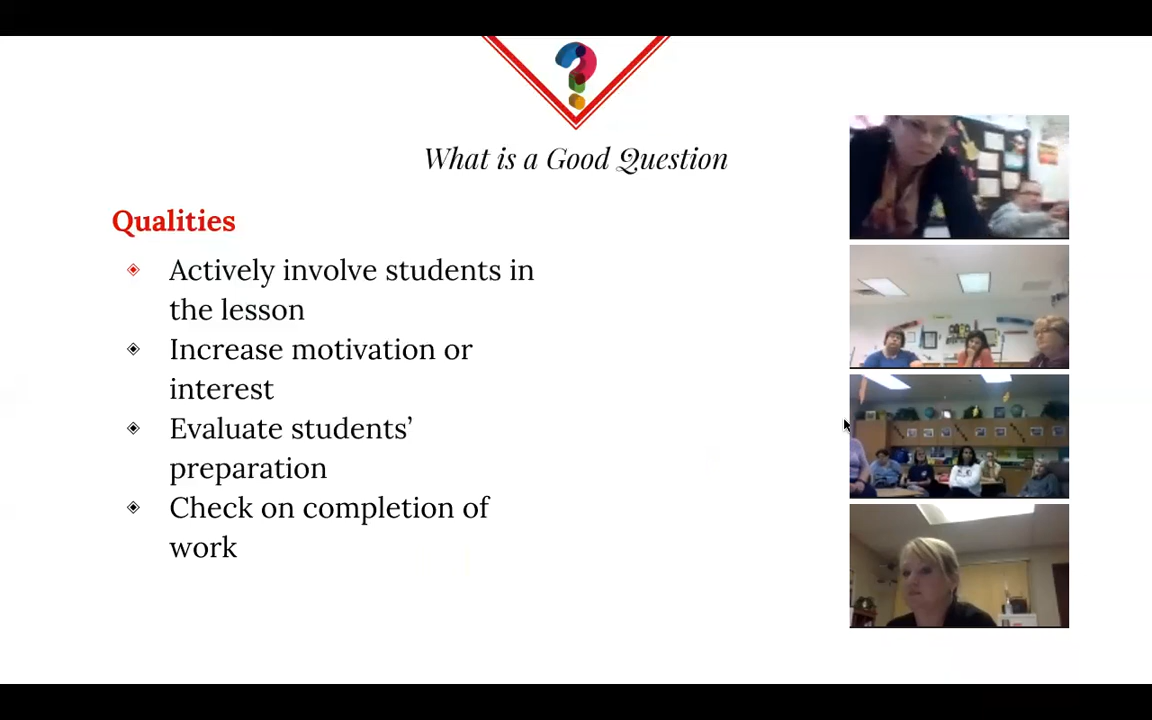 What is a Good Question
Qualities
Actively involve students in
the lesson
Increase motivation or
interest
Evaluate students’
preparation
Check on completion of
work